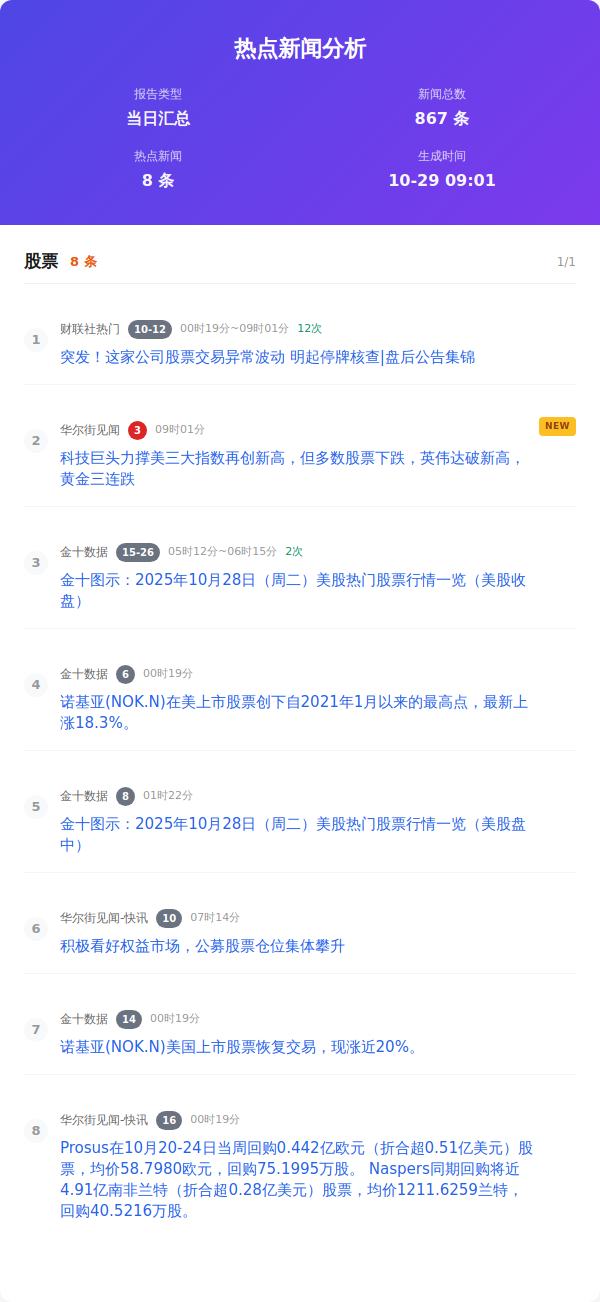 热点新闻分析
报告类型
当日汇总
新闻总数
867 条
热点新闻
8 条
生成时间
10-29 09:01
股票 8 条 1/1
1 财联社热门 10-12 00时19分~09时01分 12次
突发！这家公司股票交易异常波动 明起停牌核查|盘后公告集锦
2 华尔街见闻 3 09时01分 NEW
科技巨头力撑美三大指数再创新高，但多数股票下跌，英伟达破新高，
黄金三连跌
3 金十数据 15-26 05时12分~06时15分 2次
金十图示：2025年10月28日（周二）美股热门股票行情一览（美股收
盘）
4 金十数据 6 00时19分
诺基亚(NOK.N)在美上市股票创下自2021年1月以来的最高点，最新上
涨18.3%。
5 金十数据 8 01时22分
金十图示：2025年10月28日（周二）美股热门股票行情一览（美股盘
中）
6 华尔街见闻-快讯 10 07时14分
积极看好权益市场，公募股票仓位集体攀升
7 金十数据 14 00时19分
诺基亚(NOK.N)美国上市股票恢复交易，现涨近20%。
8 华尔街见闻-快讯 16 00时19分
Prosus在10月20-24日当周回购0.442亿欧元（折合超0.51亿美元）股
票，均价58.7980欧元，回购75.1995万股。 Naspers同期回购将近
4.91亿南非兰特（折合超0.28亿美元）股票，均价1211.6259兰特，
回购40.5216万股。